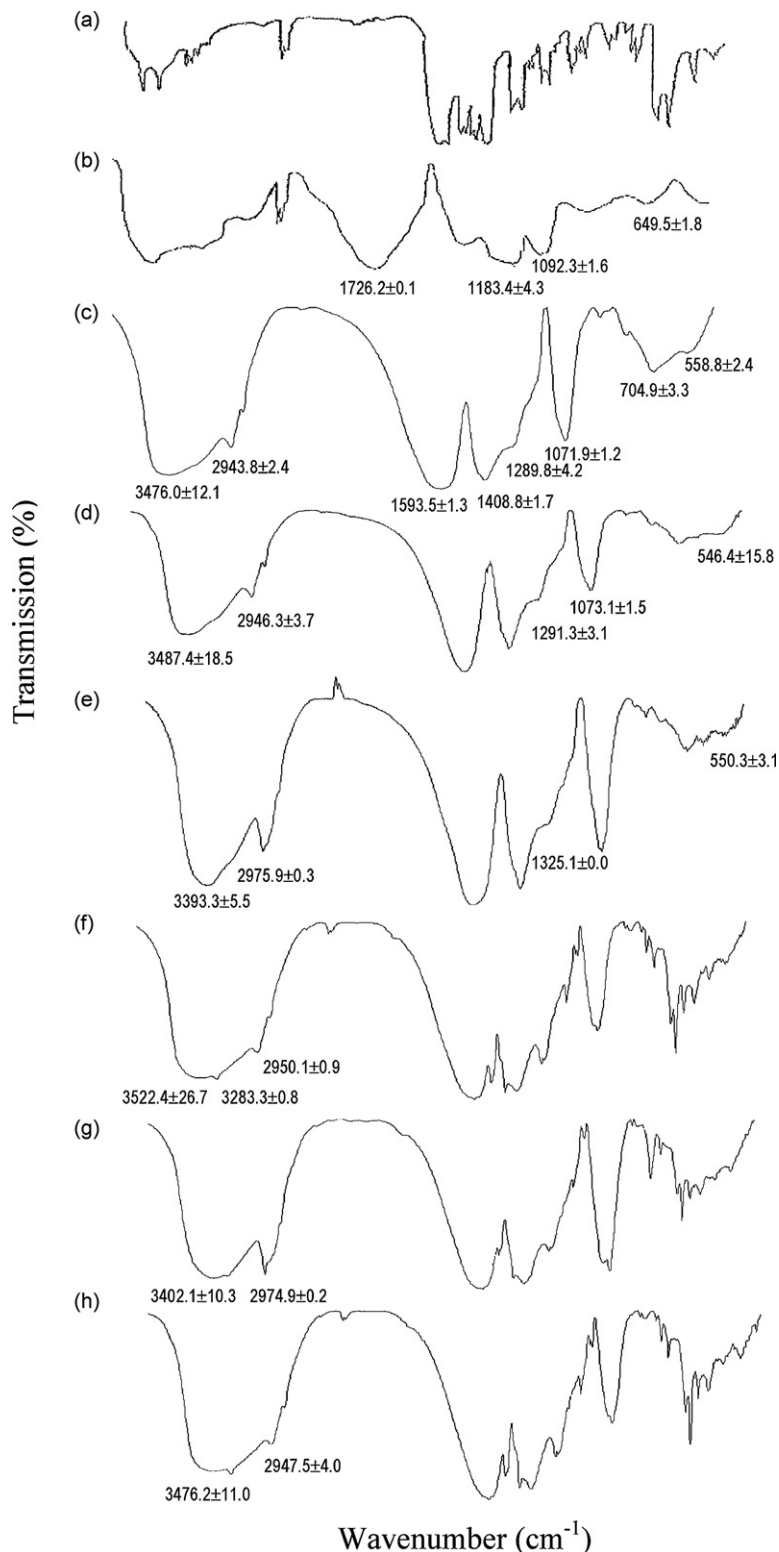 (a)
(b)
649.5±1.8
1092.3±1.6
1726.2±0.1 1183.4±4.3
(c)
558.8±2.4
704.9±3.3
1071.9±1.2
2943.8±2.4 1289.8±4.2
3476.0±12.1 1593.5±1.3 1408.8±1.7
(d)
546.4±15.8
1073.1±1.5
2946.3±3.7 1291.3±3.1
3487.4±18.5
Transmission (%)
(e)
550.3±3.1
2975.9±0.3 1325.1±0.0
3393.3±5.5
(f)
2950.1±0.9
3522.4±26.7 3283.3±0.8
(g)
3402.1±10.3 2974.9±0.2
(h)
2947.5±4.0
3476.2±11.0
Wavenumber (cm⁻¹)